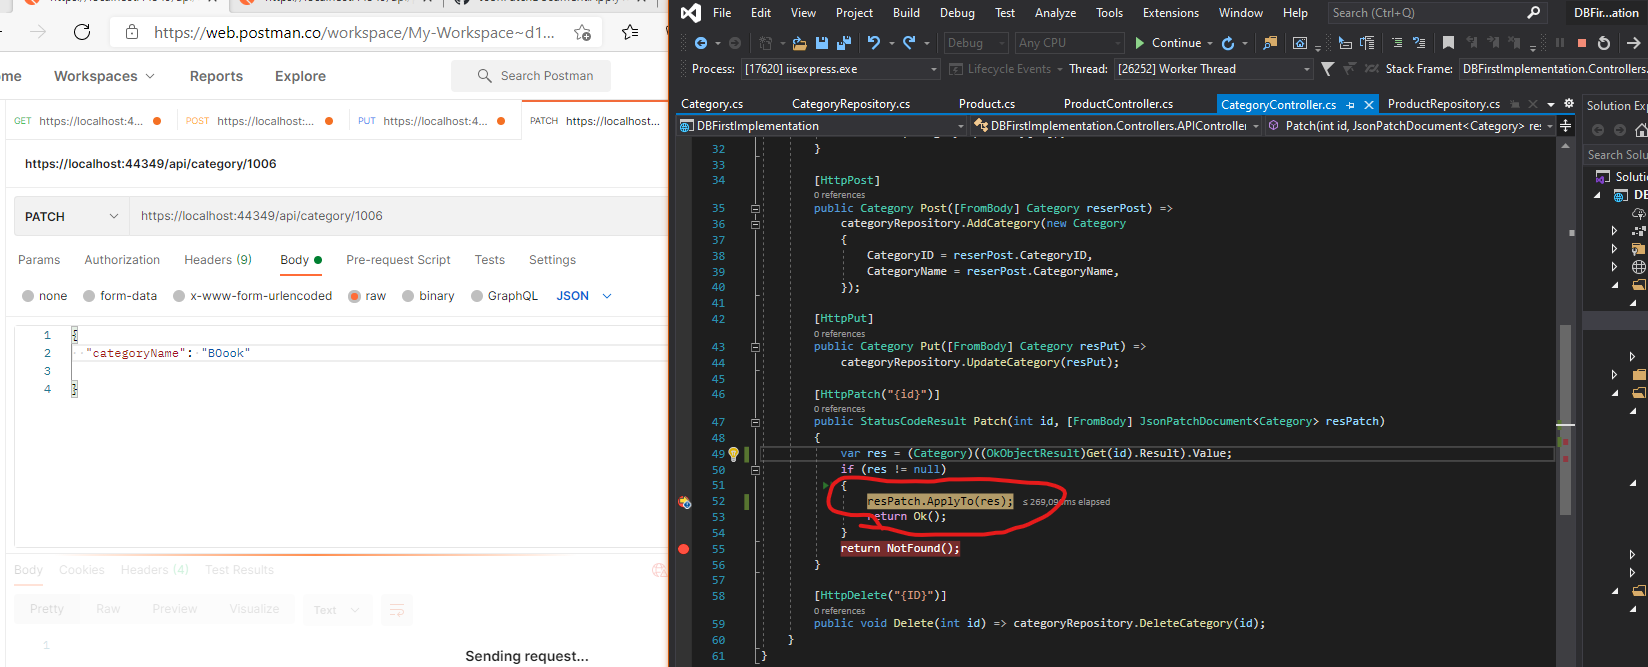 https://web.postman.co/workspace/My-Workspace~d1...
ome Workspaces Reports Explore Search Postman
GET https://localhost:4... POST https://localhost:... PUT https://localhost:4... PATCH https://localhost...
https://localhost:44349/api/category/1006
PATCH https://localhost:44349/api/category/1006
Params Authorization Headers (9) Body Pre-request Script Tests Settings
none form-data x-www-form-urlencoded raw binary GraphQL JSON
1 {
2 "categoryName": "BOook"
3
4 }
Body Cookies Headers (4) Test Results
Pretty Raw Preview Visualize Text
1
Sending request...
File Edit View Project Build Debug Test Analyze Tools Extensions Window Help Search (Ctrl+Q) DBFir...ation
Debug Any CPU Continue
Process: [17620] iisexpress.exe Lifecycle Events Thread: [26252] Worker Thread Stack Frame: DBFirstImplementation.Controllers.
Category.cs CategoryRepository.cs Product.cs ProductController.cs CategoryController.cs ProductRepository.cs
DBFirstImplementation DBFirstImplementation.Controllers.APIController Patch(int id, JsonPatchDocument<Category> res
32 }
33
34 [HttpPost]
0 references
35 public Category Post([FromBody] Category reserPost) =>
36 categoryRepository.AddCategory(new Category
37 {
38 CategoryID = reserPost.CategoryID,
39 CategoryName = reserPost.CategoryName,
40 });
41
42 [HttpPut]
0 references
43 public Category Put([FromBody] Category resPut) =>
44 categoryRepository.UpdateCategory(resPut);
45
46 [HttpPatch("{id}")]
0 references
47 public StatusCodeResult Patch(int id, [FromBody] JsonPatchDocument<Category> resPatch)
48 {
49 var res = (Category)((OkObjectResult)Get(id).Result).Value;
50 if (res != null)
51 {
52 resPatch.ApplyTo(res); elapsed
53 return Ok();
54 }
55 return NotFound();
56 }
57
58 [HttpDelete("{ID}")]
0 references
59 public void Delete(int id) => categoryRepository.DeleteCategory(id);
60 }
61 }
Solution Exp
Search Solu
Soluti
DB